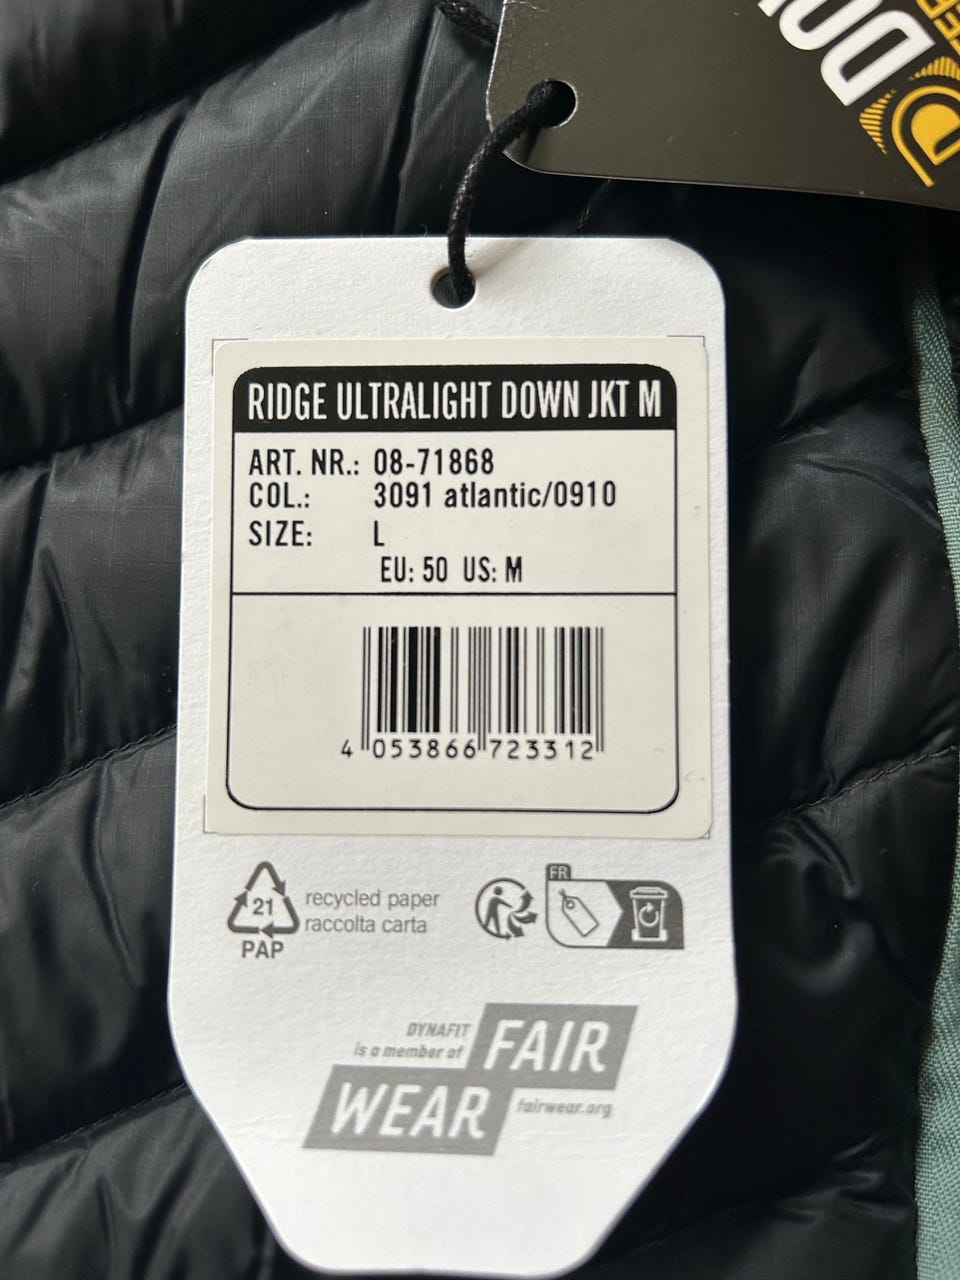 RIDGE ULTRALIGHT DOWN JKT M
ART. NR.: 08-71868
COL.: 3091 atlantic/0910
SIZE: L
EU: 50 US: M
4 053866 723312
21
PAP
recycled paper
raccolta carta
FR
DYNAFIT
is a member of
FAIR
WEAR
fairwear.org